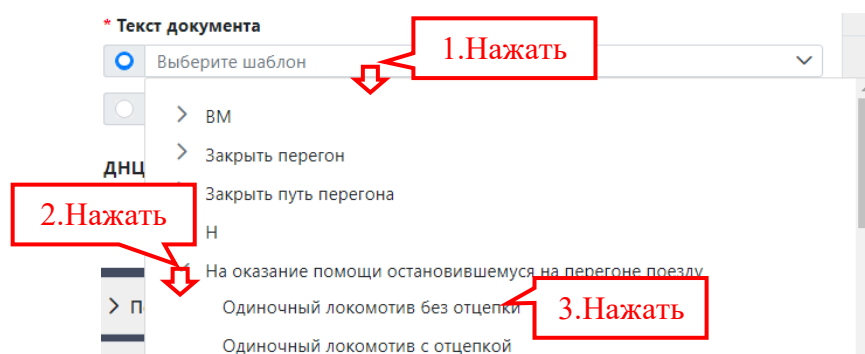 * Текст документа
Выберите шаблон
1.Нажать
ВМ
Закрыть перегон
ДНЦ
Закрыть путь перегона
2.Нажать
Н
На оказание помощи остановившемуся на перегоне поезду
Одиночный локомотив без отцепки
3.Нажать
Одиночный локомотив с отцепкой